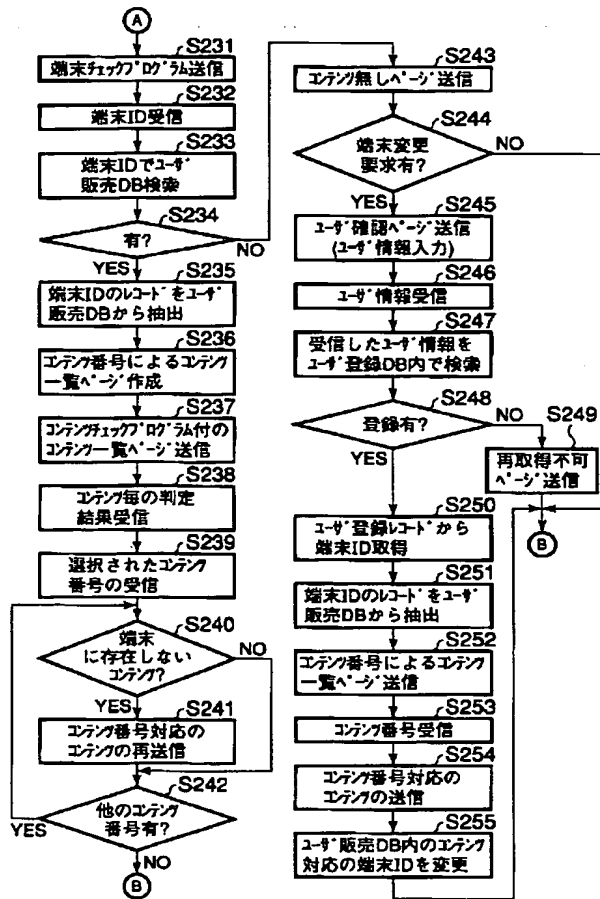 A
S231
端末チェックプログラム送信
S232
端末ID受信
S233
端末IDでユーザ
販売DB検索
S234
有?
NO
YES
S235
端末IDのレコードをユーザ
販売DBから抽出
S236
コンテンツ番号によるコンテンツ
一覧ページ作成
S237
コンテンツチェックプログラム付の
コンテンツ一覧ページ送信
S238
コンテンツ毎の判定
結果受信
S239
選択されたコンテンツ
番号の受信
S240
端末
に存在しない
コンテンツ?
NO
YES
S241
コンテンツ番号対応の
コンテンツの再送信
S242
他のコンテンツ
番号有?
YES
NO
B
S243
コンテンツ無しページ送信
S244
端末変更
要求有?
NO
YES
S245
ユーザ確認ページ送信
(ユーザ情報入力)
S246
ユーザ情報受信
S247
受信したユーザ情報を
ユーザ登録DB内で検索
S248
登録有?
NO
YES
S249
再取得不可
ページ送信
B
S250
ユーザ登録レコードから
端末ID取得
S251
端末IDのレコードをユーザ
販売DBから抽出
S252
コンテンツ番号によるコンテンツ
一覧ページ送信
S253
コンテンツ番号受信
S254
コンテンツ番号対応の
コンテンツの送信
S255
ユーザ販売DB内のコンテンツ
対応の端末IDを変更